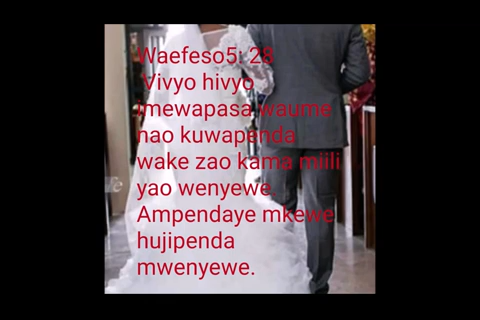 Waefeso5: 28
Vivyo hivyo
imewapasa waume
nao kuwapenda
wake zao kama miili
yao wenyewe.
Ampendaye mkewe
hujipenda
mwenyewe.